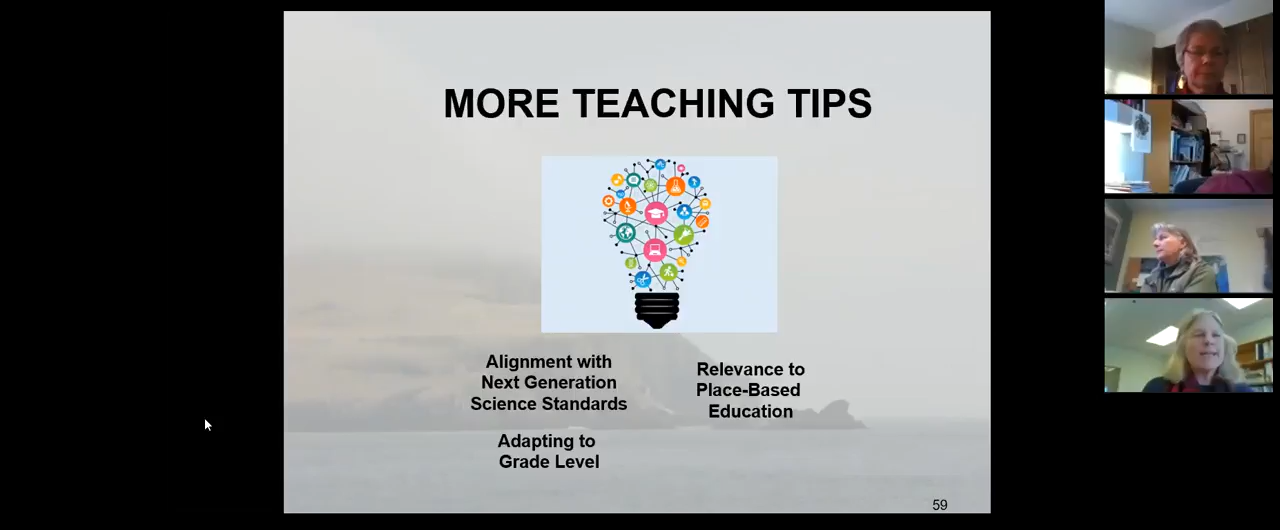 MORE TEACHING TIPS
Alignment with
Next Generation
Science Standards
Relevance to
Place-Based
Education
Adapting to
Grade Level
59